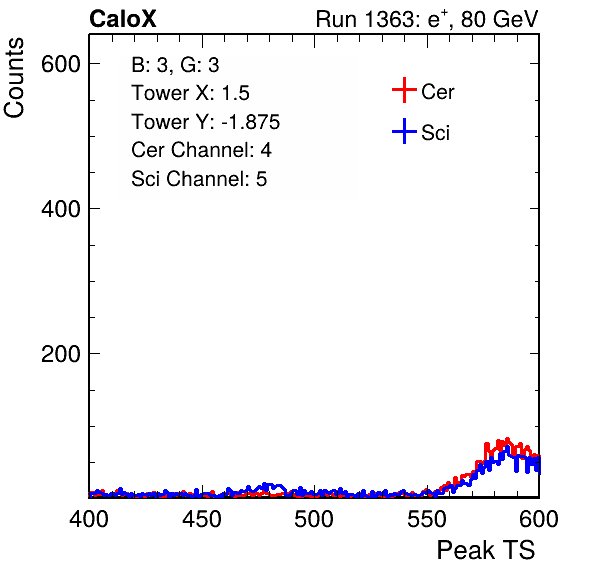 CaloX Run 1363: e⁺, 80 GeV
Counts
600
400
200
B: 3, G: 3
Tower X: 1.5
Tower Y: -1.875
Cer Channel: 4
Sci Channel: 5
Cer
Sci
400 450 500 550 600
Peak TS